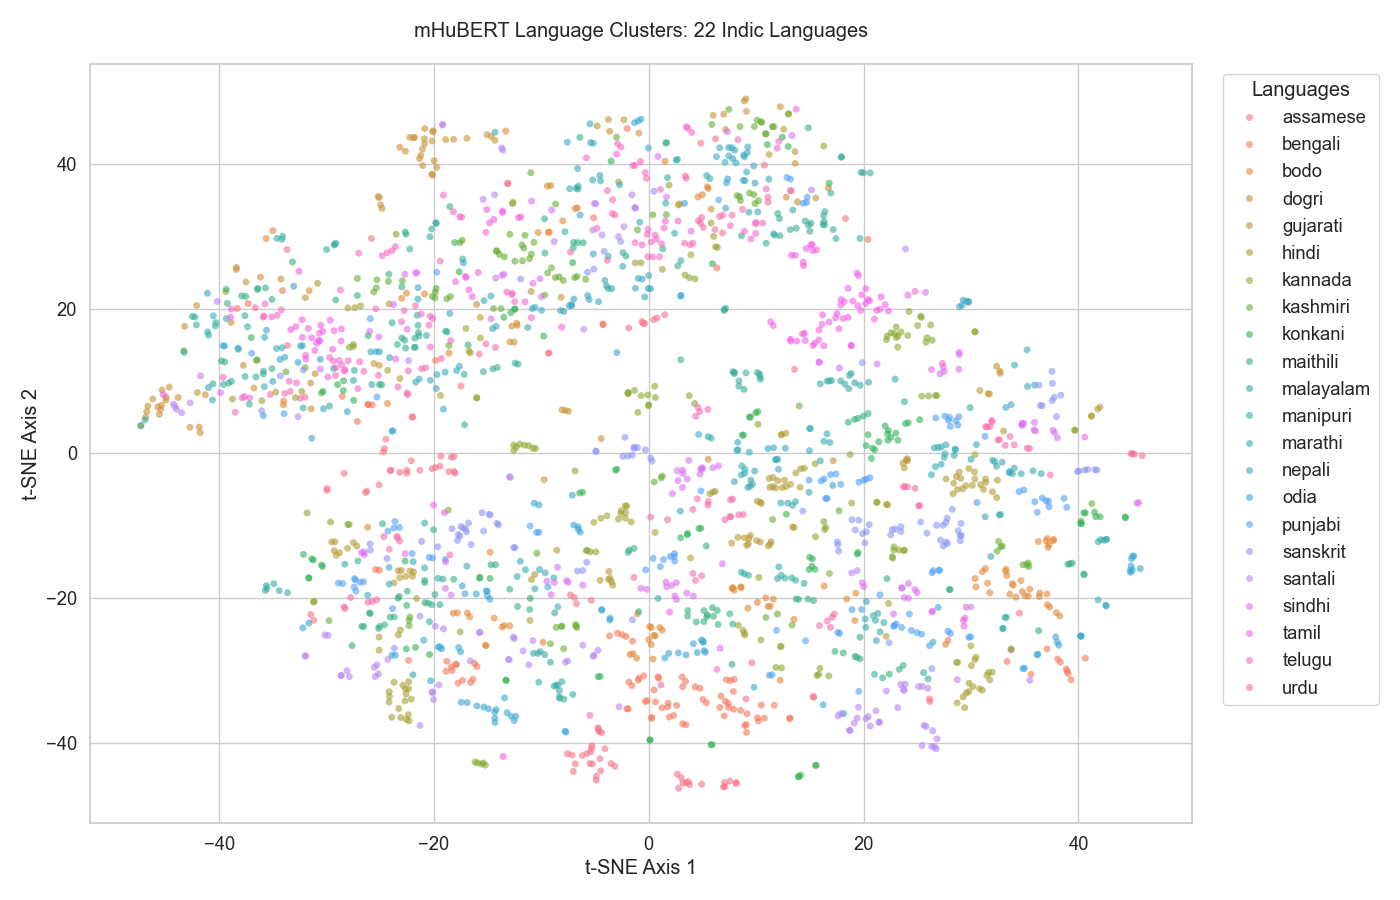 mHuBERT Language Clusters: 22 Indic Languages
t-SNE Axis 2
40
20
0
−20
−40
−40
−20
0
20
40
t-SNE Axis 1
Languages
assamese
bengali
bodo
dogri
gujarati
hindi
kannada
kashmiri
konkani
maithili
malayalam
manipuri
marathi
nepali
odia
punjabi
sanskrit
santali
sindhi
tamil
telugu
urdu